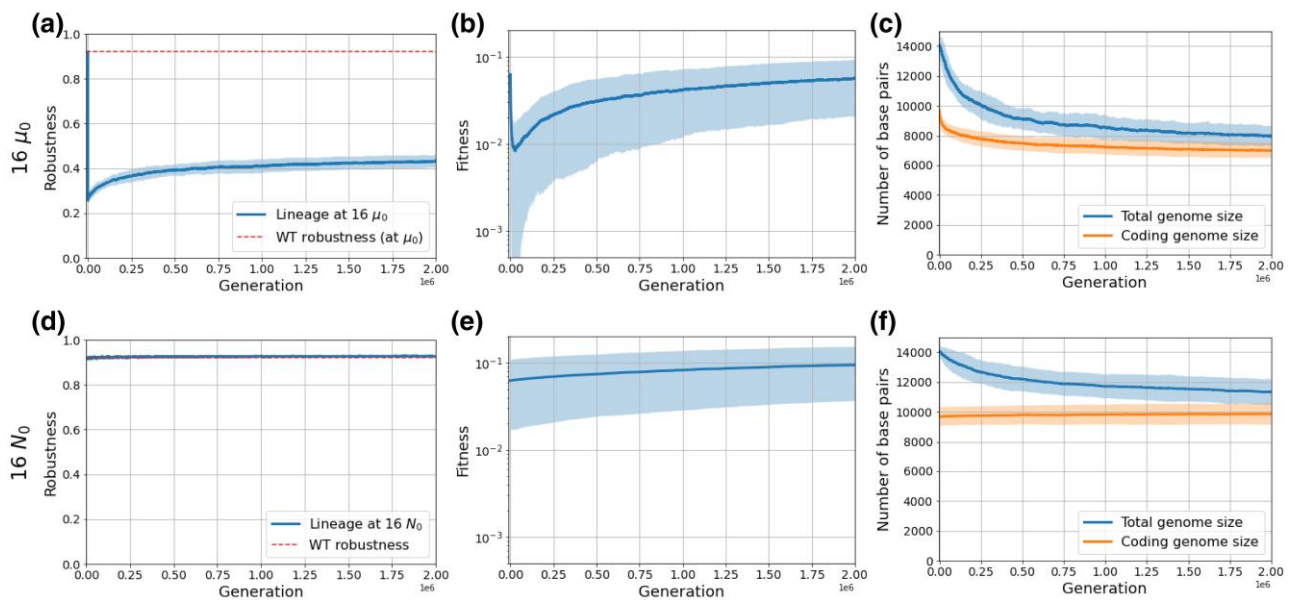 (a)
16 μ0
Robustness
1.0
0.8
0.6
0.4
0.2
0.0
Lineage at 16 μ0
WT robustness (at μ0)
0.00 0.25 0.50 0.75 1.00 1.25 1.50 1.75 2.00
Generation
1e6
(b)
Fitness
10^-1
10^-2
10^-3
0.00 0.25 0.50 0.75 1.00 1.25 1.50 1.75 2.00
Generation
1e6
(c)
Number of base pairs
14000
12000
10000
8000
6000
4000
2000
0
Total genome size
Coding genome size
0.00 0.25 0.50 0.75 1.00 1.25 1.50 1.75 2.00
Generation
1e6
(d)
16 N0
Robustness
1.0
0.8
0.6
0.4
0.2
0.0
Lineage at 16 N0
WT robustness
0.00 0.25 0.50 0.75 1.00 1.25 1.50 1.75 2.00
Generation
1e6
(e)
Fitness
10^-1
10^-2
10^-3
0.00 0.25 0.50 0.75 1.00 1.25 1.50 1.75 2.00
Generation
1e6
(f)
Number of base pairs
14000
12000
10000
8000
6000
4000
2000
0
Total genome size
Coding genome size
0.00 0.25 0.50 0.75 1.00 1.25 1.50 1.75 2.00
Generation
1e6